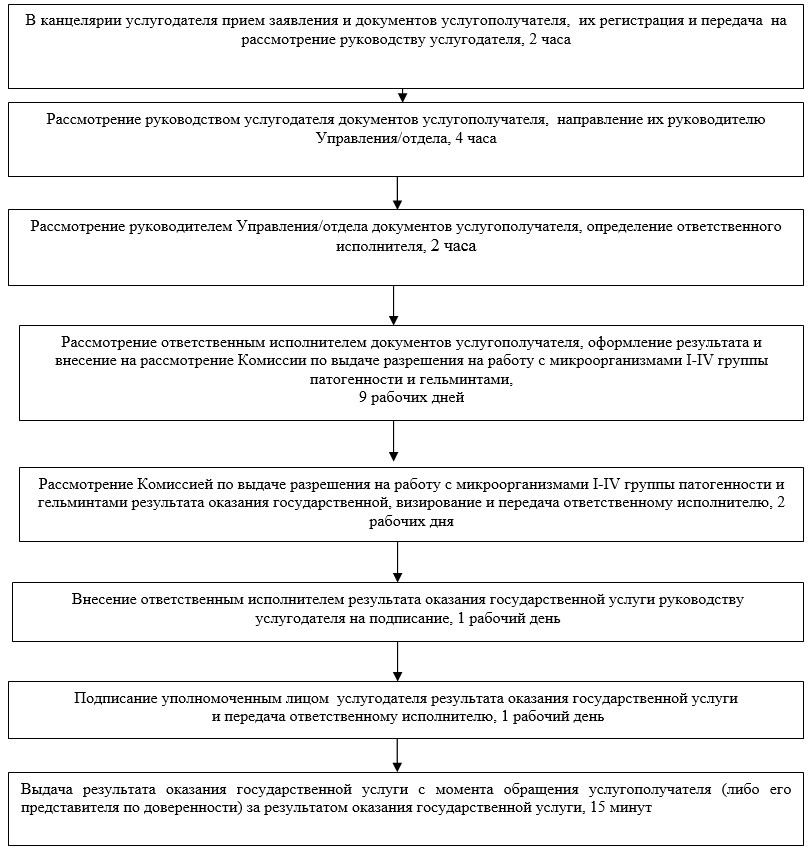 В канцелярии услугодателя прием заявления и документов услугополучателя,  их регистрация и передача  на
рассмотрение руководству услугодателя, 2 часа
Рассмотрение руководством услугодателя документов услугополучателя,  направление их руководителю
Управления/отдела, 4 часа
Рассмотрение руководителем Управления/отдела документов услугополучателя, определение ответственного
исполнителя, 2 часа
Рассмотрение ответственным исполнителем документов услугополучателя, оформление результата и
внесение на рассмотрение Комиссии по выдаче разрешения на работу с микроорганизмами I-IV группы
патогенности и гельминтами,
9 рабочих дней
Рассмотрение Комиссией по выдаче разрешения на работу с микроорганизмами I-IV группы патогенности и
гельминтами результата оказания государственной, визирование и передача ответственному исполнителю, 2
рабочих дня
Внесение ответственным исполнителем результата оказания государственной услуги руководству
услугодателя на подписание, 1 рабочий день
Подписание уполномоченным лицом  услугодателя результата оказания государственной услуги
и передача ответственному исполнителю, 1 рабочий день
Выдача результата оказания государственной услуги с момента обращения услугополучателя (либо его
представителя по доверенности) за результатом оказания государственной услуги, 15 минут